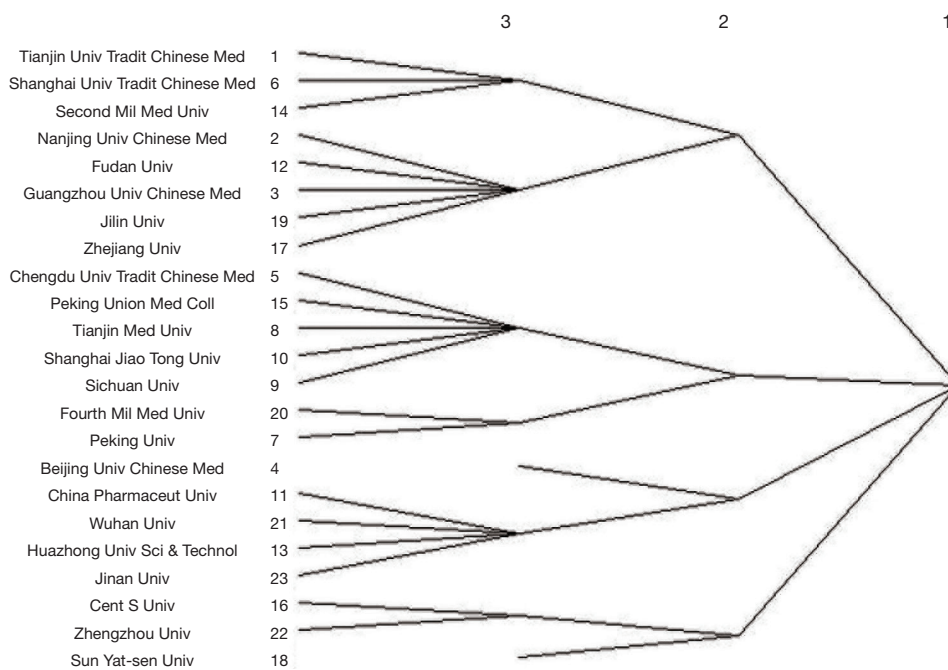 3 2 1
Tianjin Univ Tradit Chinese Med 1
Shanghai Univ Tradit Chinese Med 6
Second Mil Med Univ 14
Nanjing Univ Chinese Med 2
Fudan Univ 12
Guangzhou Univ Chinese Med 3
Jilin Univ 19
Zhejiang Univ 17
Chengdu Univ Tradit Chinese Med 5
Peking Union Med Coll 15
Tianjin Med Univ 8
Shanghai Jiao Tong Univ 10
Sichuan Univ 9
Fourth Mil Med Univ 20
Peking Univ 7
Beijing Univ Chinese Med 4
China Pharmaceut Univ 11
Wuhan Univ 21
Huazhong Univ Sci & Technol 13
Jinan Univ 23
Cent S Univ 16
Zhengzhou Univ 22
Sun Yat-sen Univ 18